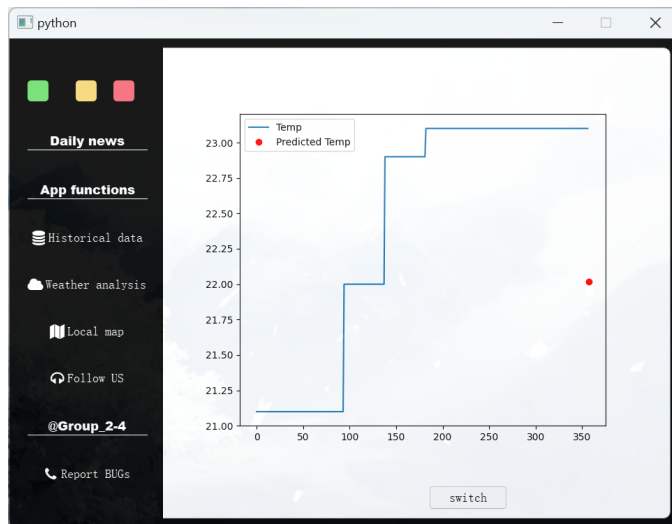 python
Daily news
App functions
Historical data
Weather analysis
Local map
Follow US
@Group_2-4
Report BUGs
Temp
Predicted Temp
23.00
22.75
22.50
22.25
22.00
21.75
21.50
21.25
21.00
0 50 100 150 200 250 300 350
switch